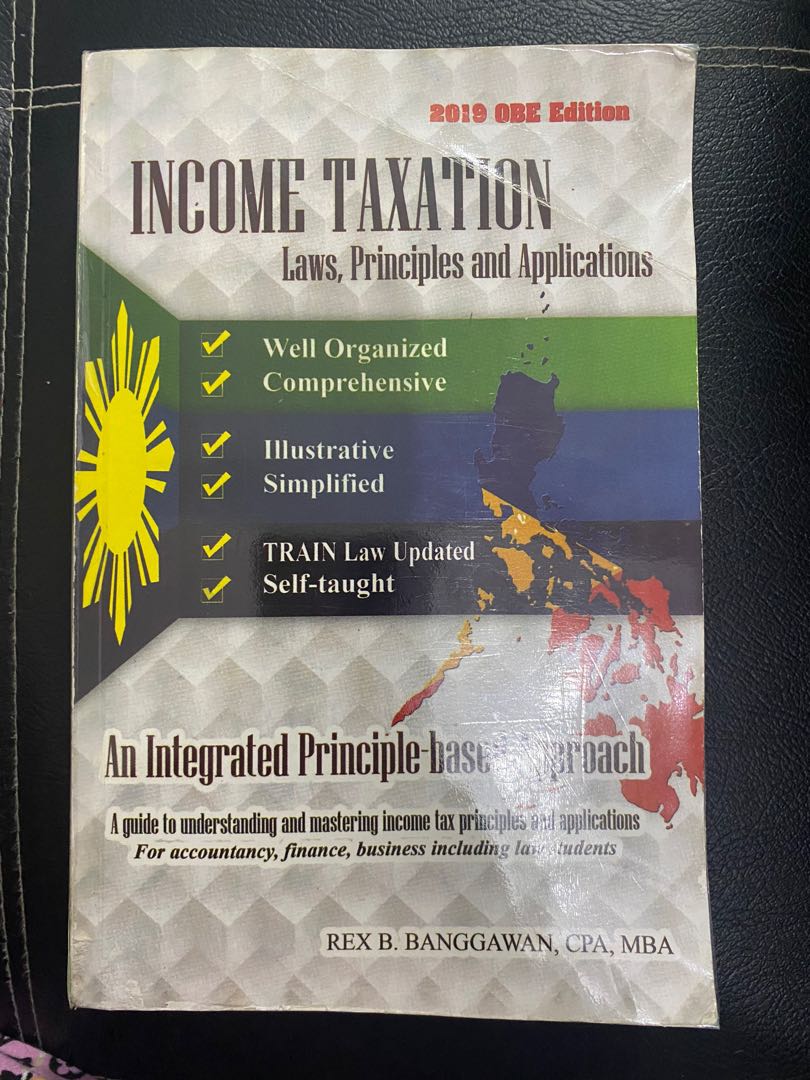 2019 OBE Edition
INCOME TAXATION
Laws, Principles and Applications
Well Organized
Comprehensive
Illustrative
Simplified
TRAIN Law Updated
Self-taught
An Integrated Principle-based Approach
A guide to understanding and mastering income tax principles and applications
For accountancy, finance, business including law students
REX B. BANGGAWAN, CPA, MBA